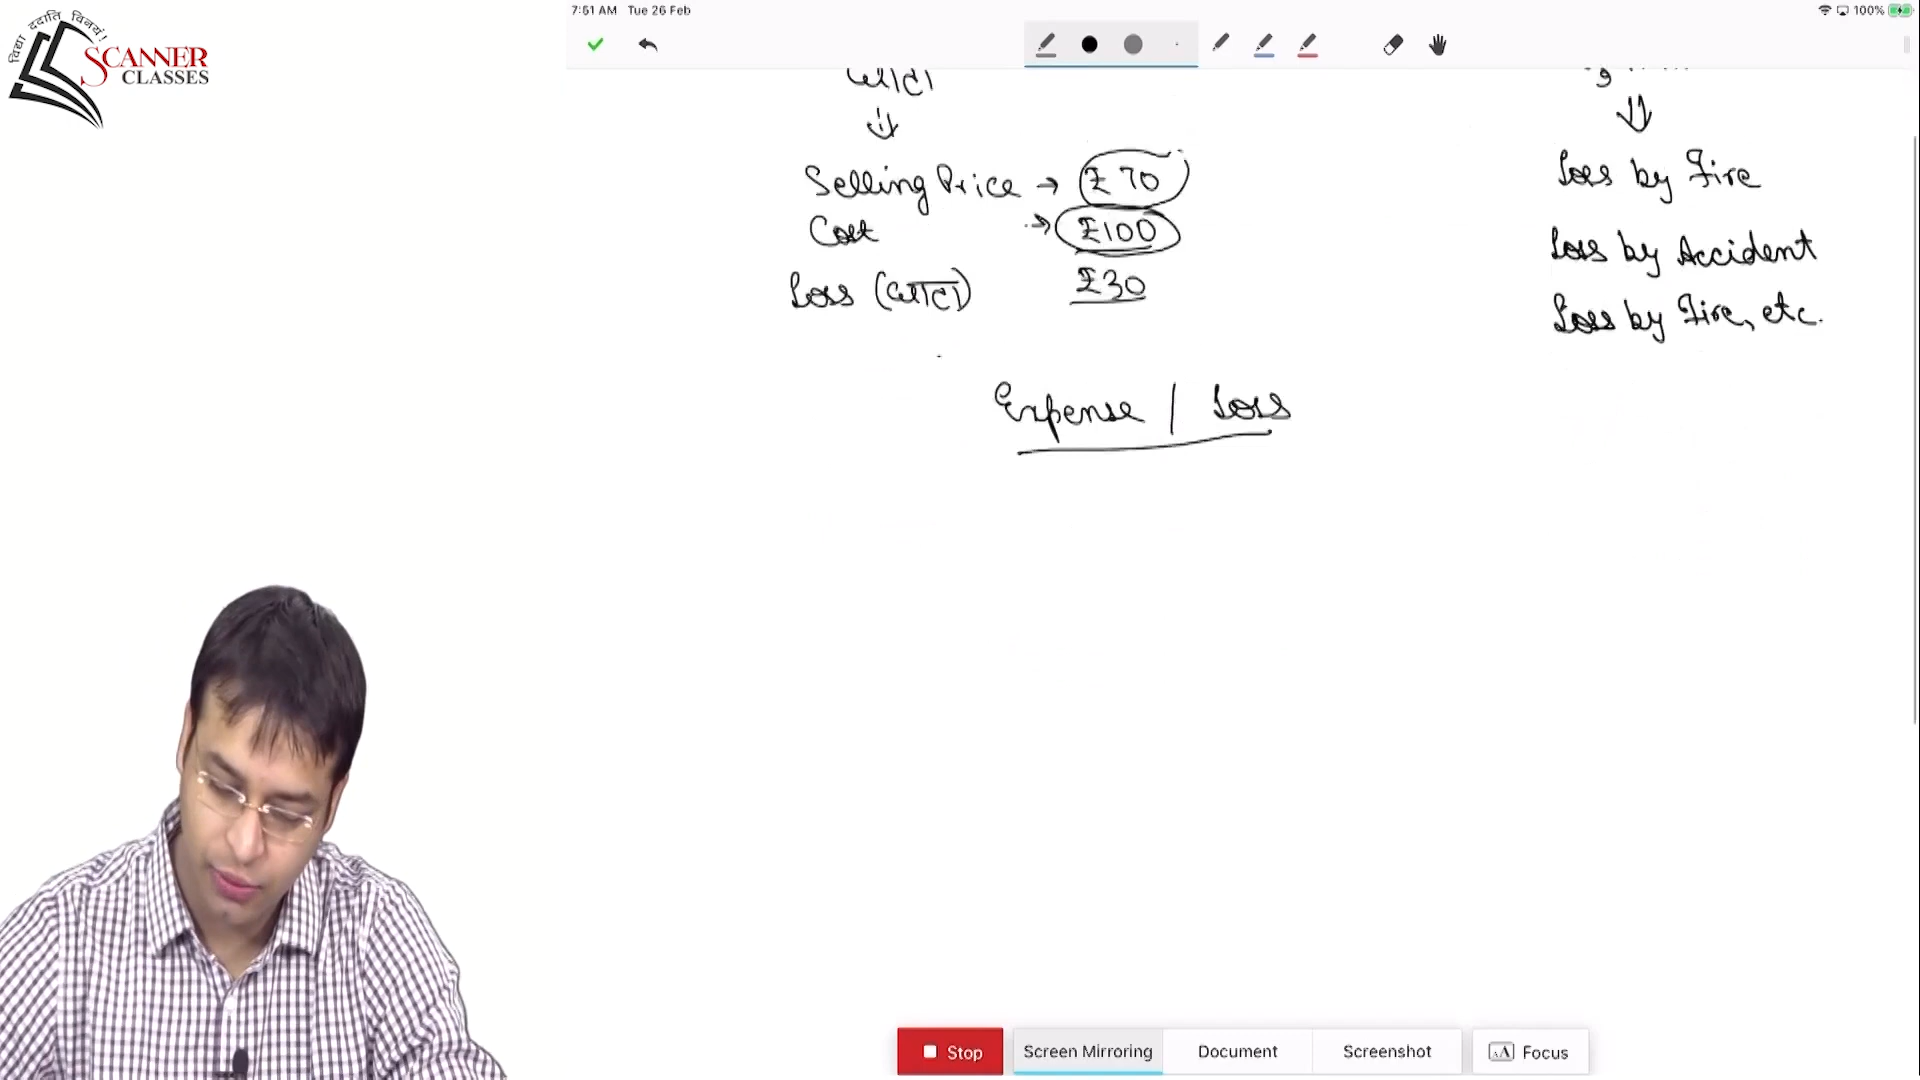 विद्या ददाति विनयं!
SCANNER
CLASSES
7:51 AM Tue 26 Feb
100%
घाटा
Selling Price → ₹70
Cost → ₹100
Loss (घाटा) ₹30
Loss by Fire
Loss by Accident
Loss by Fire, etc.
Expense / Loss
Stop
Screen Mirroring
Document
Screenshot
AA Focus